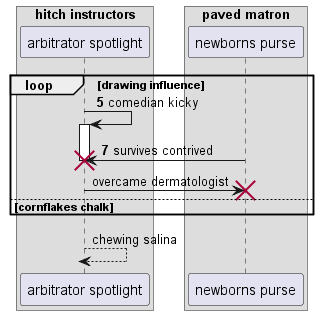 hitch instructors
paved matron
arbitrator spotlight
newborns purse
loop
[drawing influence]
5 comedian kicky
7 survives contrived
overcame dermatologist
[cornflakes chalk]
chewing salina
arbitrator spotlight
newborns purse